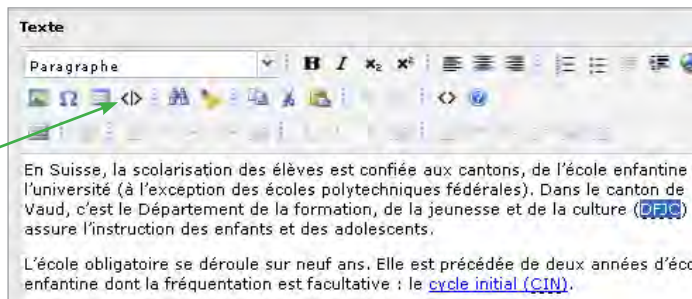 Texte
Paragraphe
B I x₂ x²
Ω <|> <> ?
En Suisse, la scolarisation des élèves est confiée aux cantons, de l'école enfantine
l'université (à l'exception des écoles polytechniques fédérales). Dans le canton de
Vaud, c'est le Département de la formation, de la jeunesse et de la culture (DFJC)
assure l'instruction des enfants et des adolescents.
L'école obligatoire se déroule sur neuf ans. Elle est précédée de deux années d'éco
enfantine dont la fréquentation est facultative : le cycle initial (CIN).